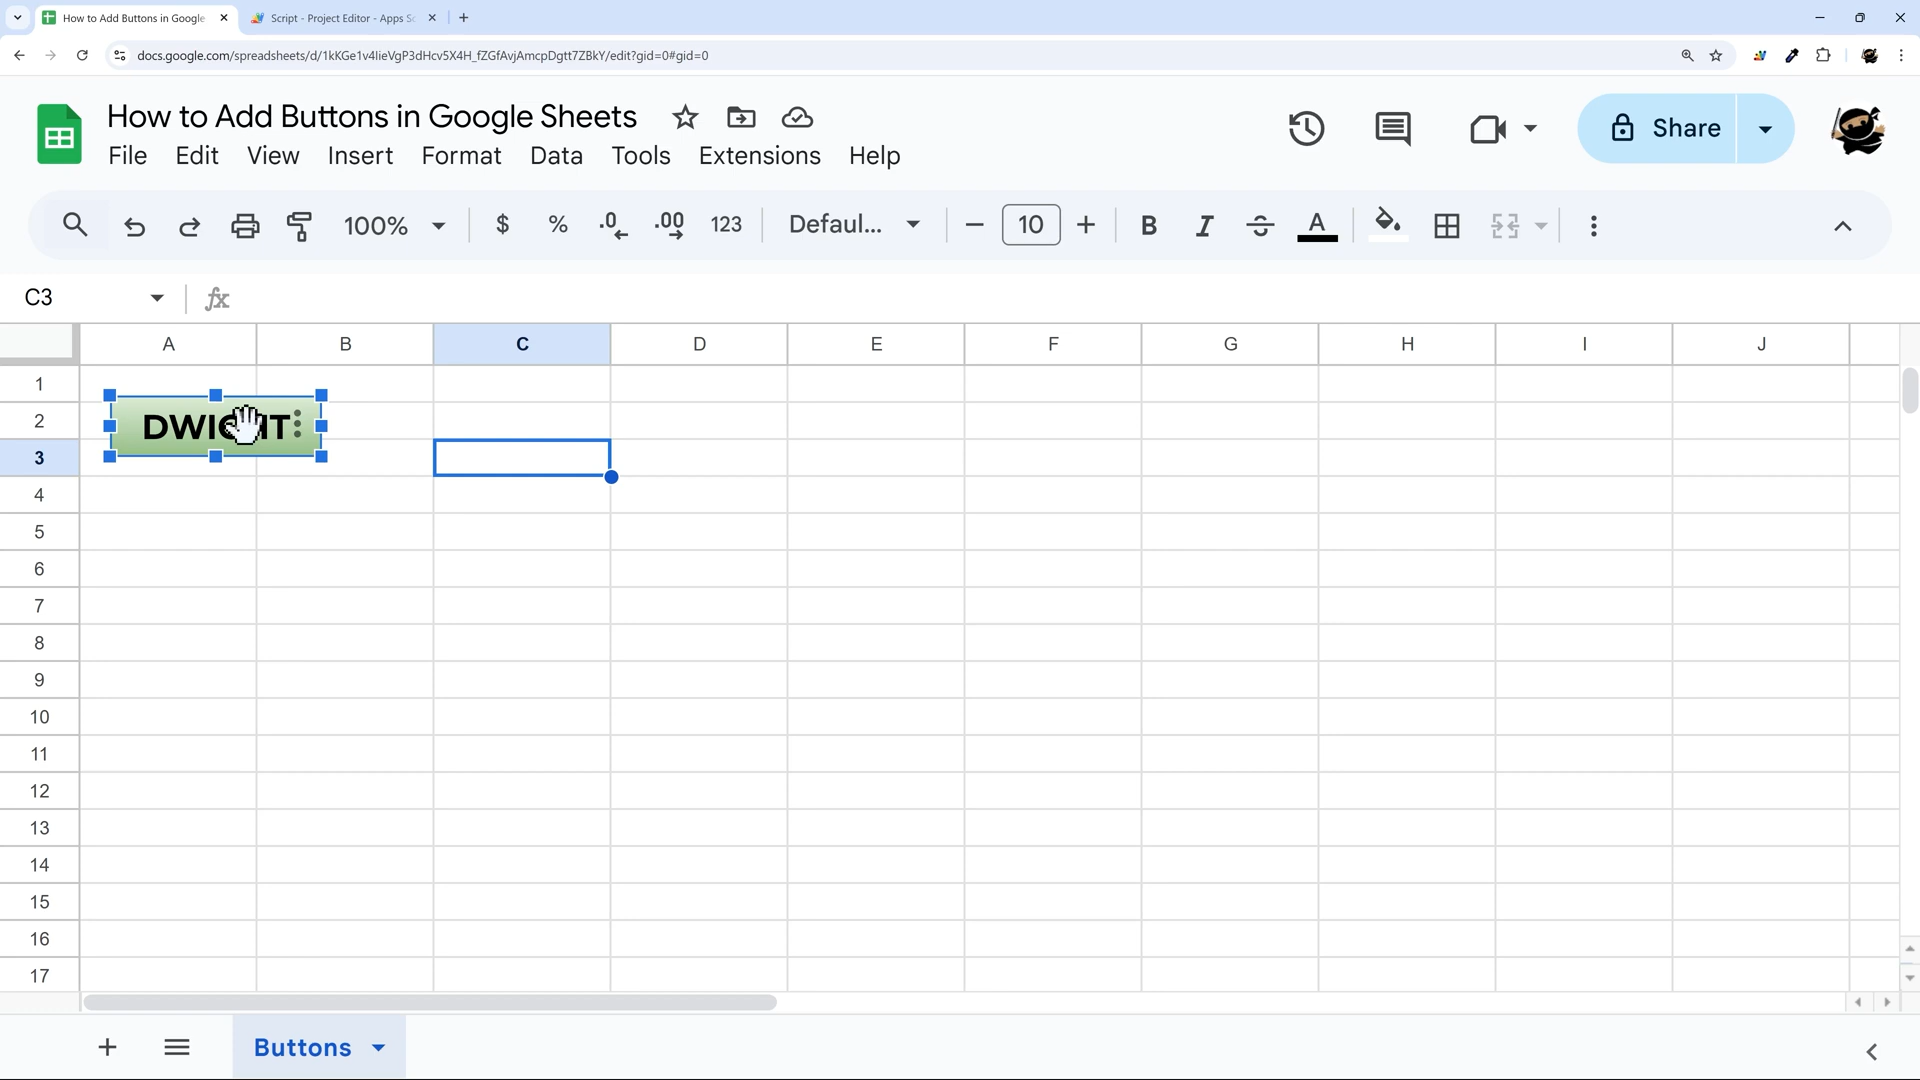 How to Add Buttons in Google
Script - Project Editor - Apps Sc
docs.google.com/spreadsheets/d/1kKGe1v4lieVgP3dHcv5X4H_fZGfAvjAmcpDgtt7ZBkY/edit?gid=0#gid=0
How to Add Buttons in Google Sheets
File Edit View Insert Format Data Tools Extensions Help
Share
100% $ % .0 .00 123 Defaul... 10 B I S A
C3 fx
A B C D E F G H I J
1
2
DWIGHT
3
4
5
6
7
8
9
10
11
12
13
14
15
16
17
Buttons